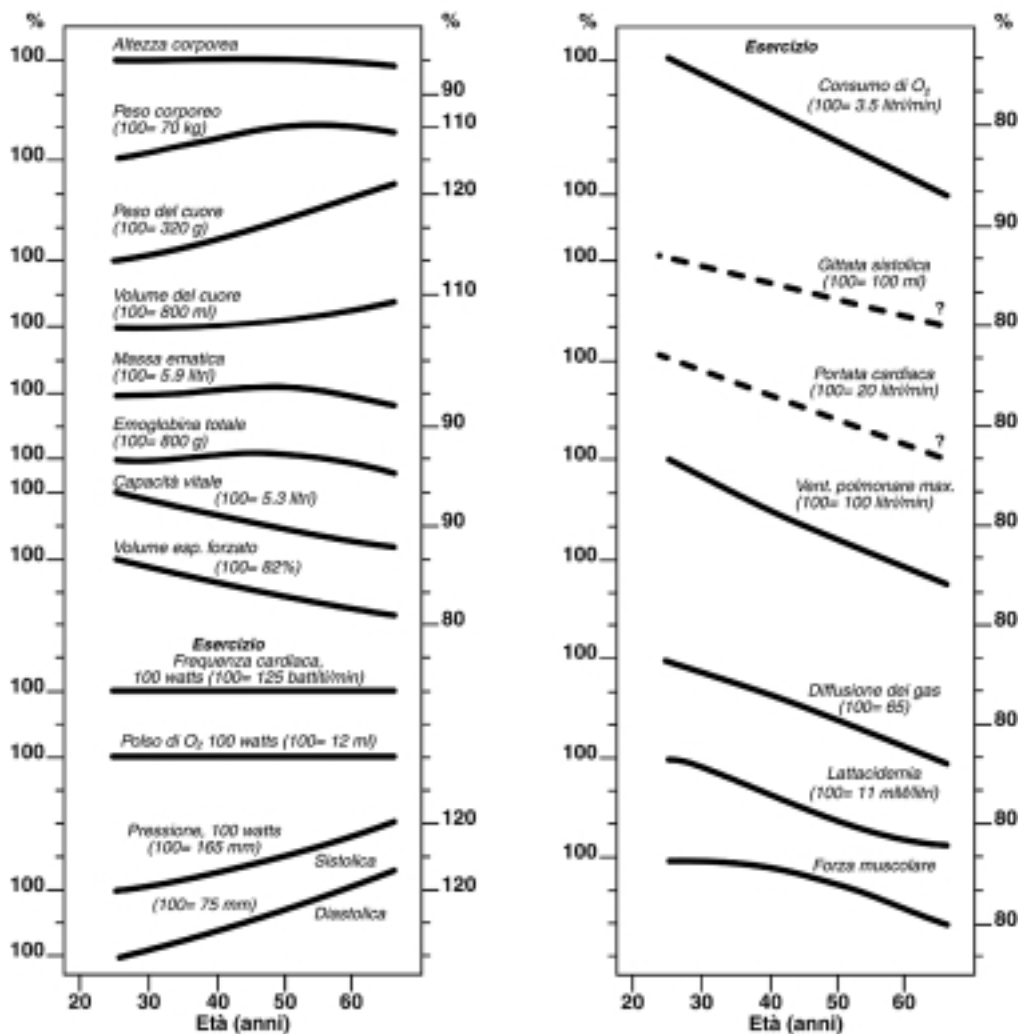 %
%
Altezza corporea
100
90
Peso corporeo
(100= 70 kg)
110
100
120
Peso del cuore
(100= 320 g)
100
110
Volume del cuore
(100= 800 ml)
100
Massa ematica
(100= 5.9 litri)
100
90
Emoglobina totale
(100= 800 g)
100
Capacità vitale
100
(100= 5.3 litri)
90
Volume esp. forzato
(100= 82%)
100
80
Esercizio
Frequenza cardiaca,
100 watts (100= 125 battiti/min)
100
Polso di O2 100 watts (100= 12 ml)
100
120
Pressione, 100 watts
(100= 165 mm)
Sistolica
100
120
(100= 75 mm)
Diastolica
100
20 30 40 50 60
Età (anni)
%
%
Esercizio
100
Consumo di O2
(100= 3.5 litri/min)
80
100
90
100
Gittata sistolica
(100= 100 ml)
?
80
100
Portata cardiaca
(100= 20 litri/min)
80
?
100
Vent. polmonare max.
(100= 100 litri/min)
80
100
80
100
Diffusione dei gas
(100= 65)
80
100
Lattacidemia
(100= 11 mM/litri)
80
100
Forza muscolare
80
20 30 40 50 60
Età (anni)